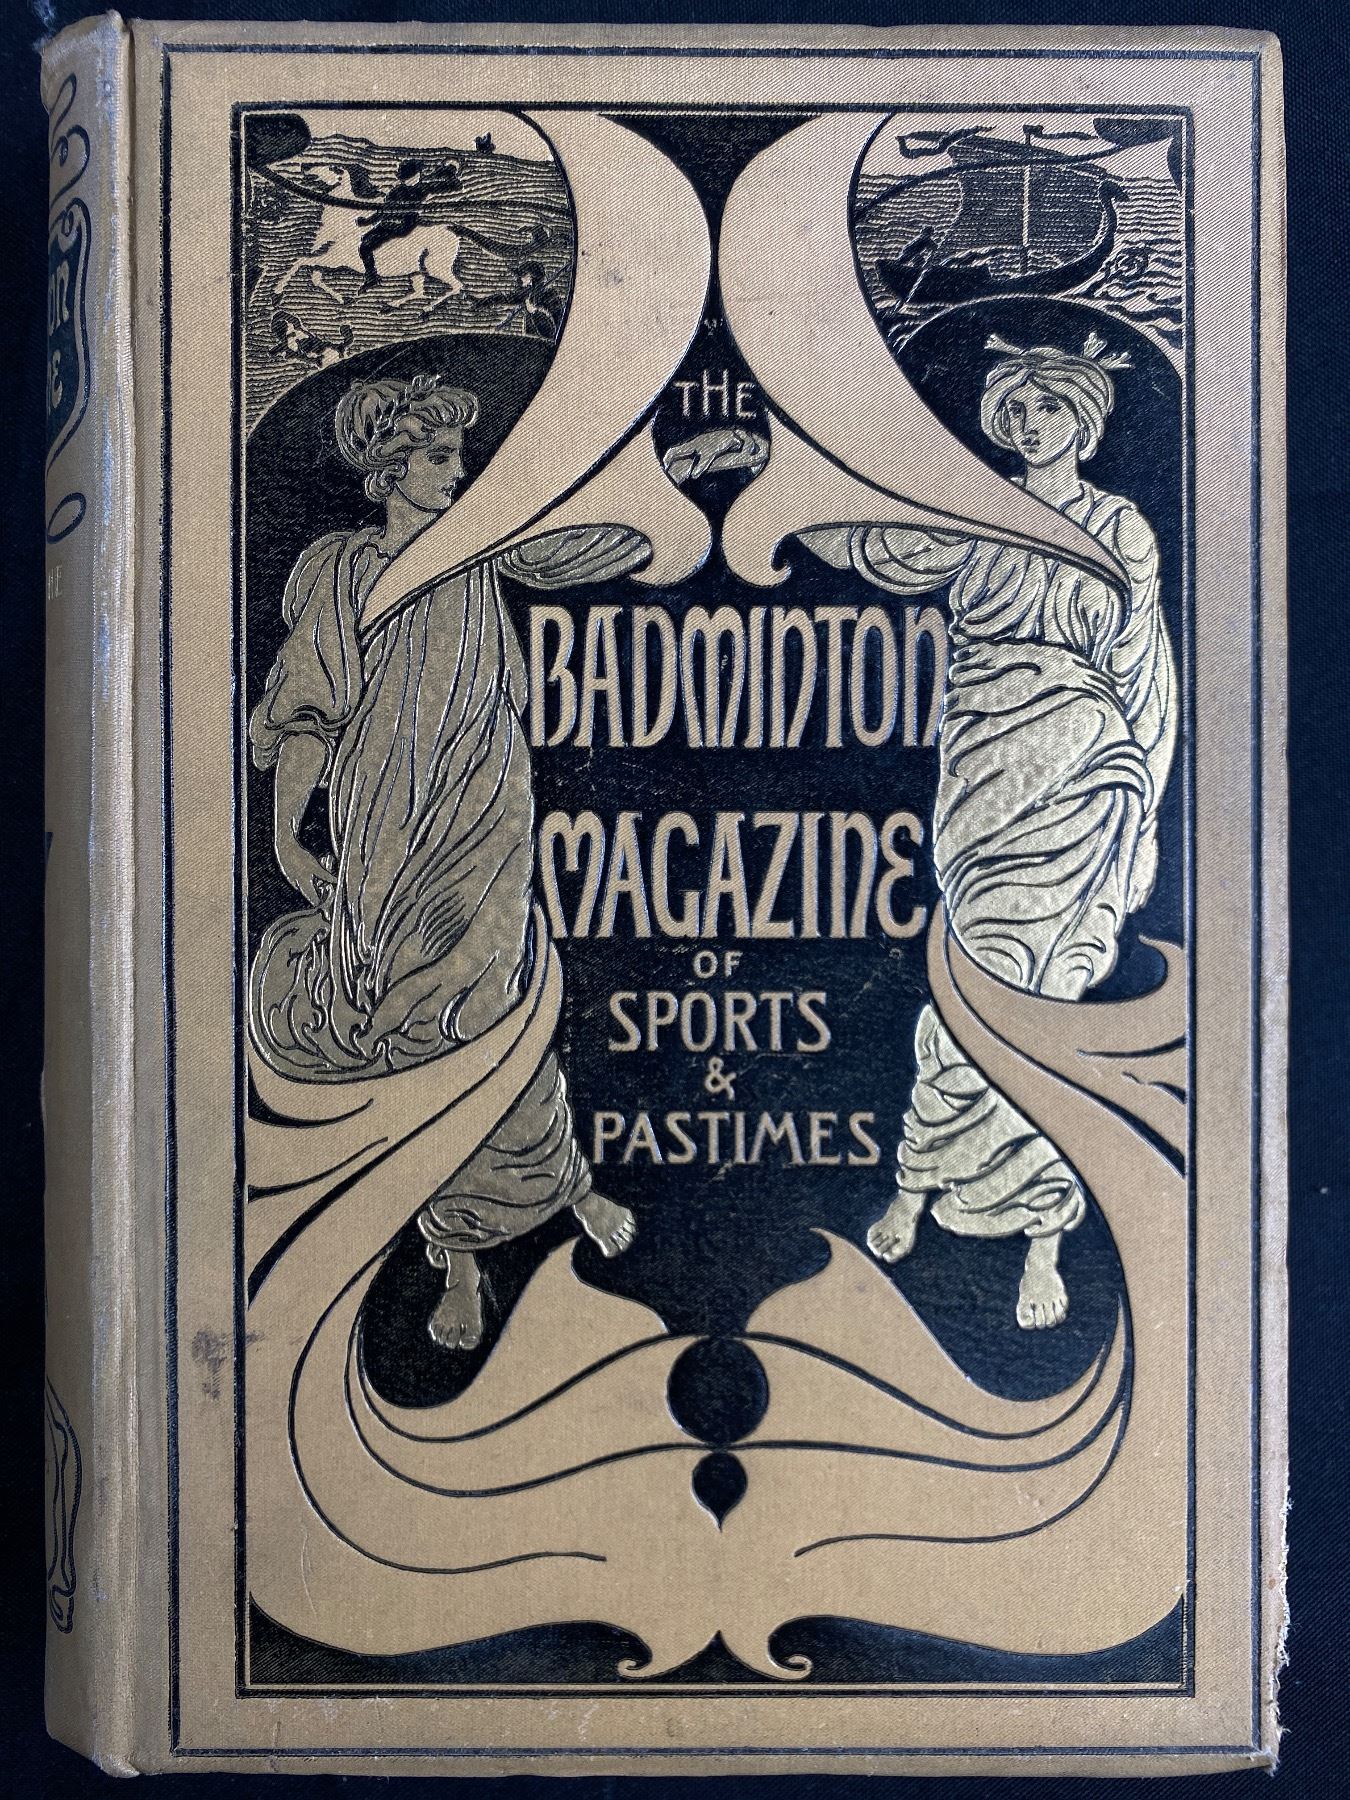 THE
BADMINTON
MAGAZINE
OF
SPORTS
&
PASTIMES